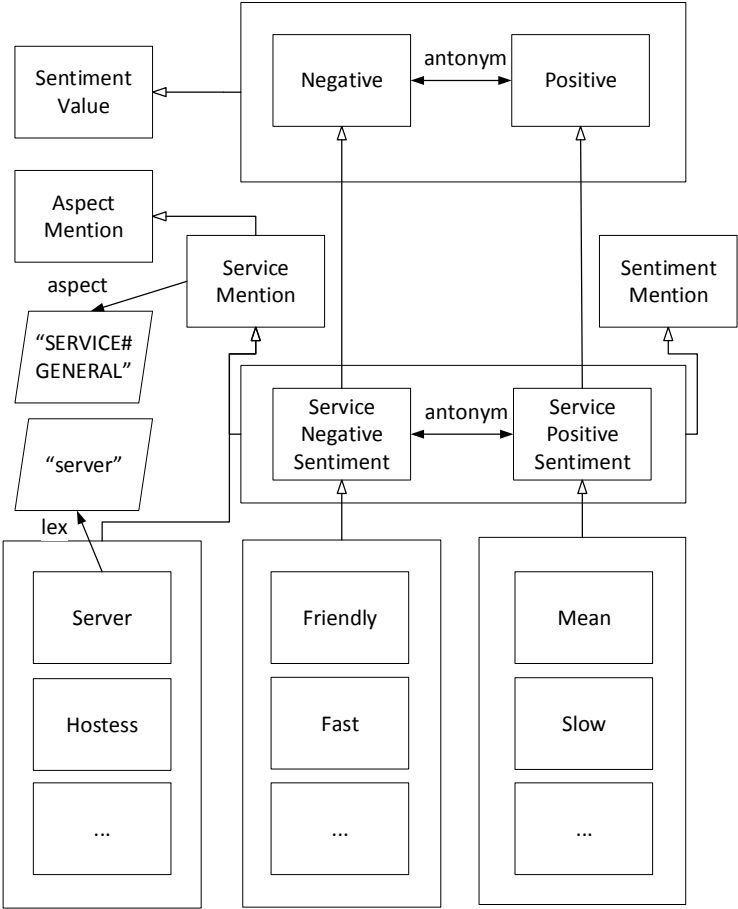 Sentiment
Value
Negative
antonym
Positive
Aspect
Mention
Service
Mention
Sentiment
Mention
aspect
“SERVICE#
GENERAL”
Service
Negative
Sentiment
antonym
Service
Positive
Sentiment
“server”
lex
Server
Friendly
Mean
Hostess
Fast
Slow
...
...
...